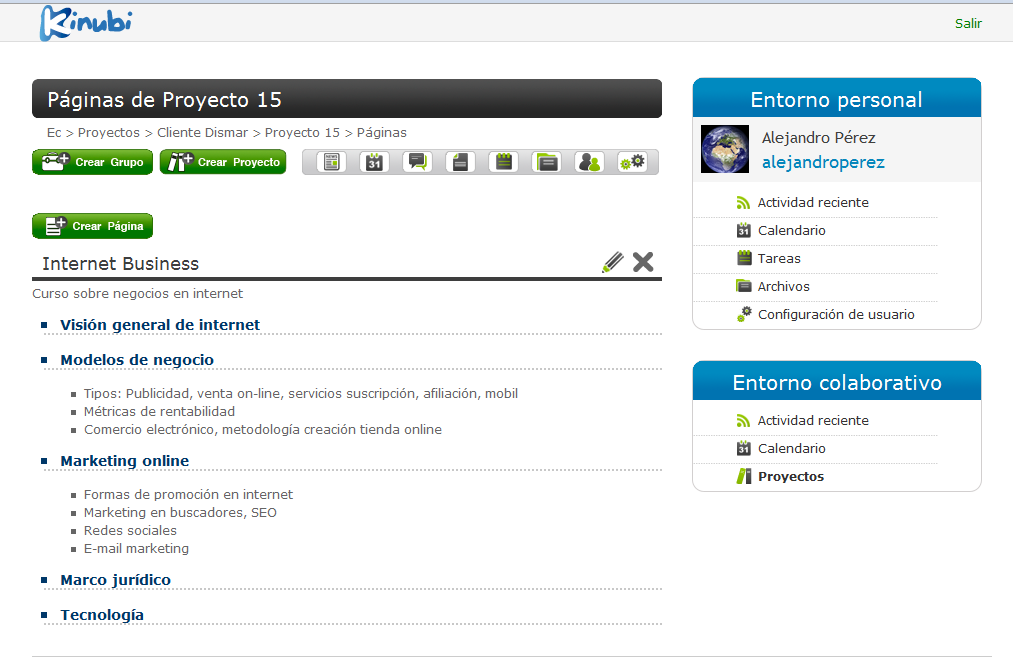 Kinubi
Salir
Páginas de Proyecto 15
Ec > Proyectos > Cliente Dismar > Proyecto 15 > Páginas
Crear Grupo
Crear Proyecto
31
Crear Página
Internet Business
Curso sobre negocios en internet
Visión general de internet
Modelos de negocio
Tipos: Publicidad, venta on-line, servicios suscripción, afiliación, mobil
Métricas de rentabilidad
Comercio electrónico, metodología creación tienda online
Marketing online
Formas de promoción en internet
Marketing en buscadores, SEO
Redes sociales
E-mail marketing
Marco jurídico
Tecnología
Entorno personal
Alejandro Pérez
alejandroperez
Actividad reciente
31 Calendario
Tareas
Archivos
Configuración de usuario
Entorno colaborativo
Actividad reciente
31 Calendario
Proyectos